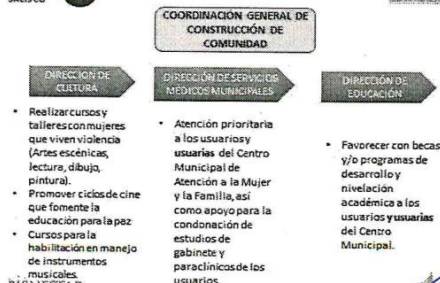 JALISCO
COORDINACIÓN GENERAL DE
CONSTRUCCIÓN DE
COMUNIDAD
DIRECCION DE
CULTURA
• Realizar cursos y
talleres con mujeres
que viven violencia
(Artes escénicas,
lectura, dibujo,
pintura).
• Promover ciclos de cine
que fomente la
educación para la paz
• Cursos para la
habilitación en manejo
de instrumentos
musicales.
DIRECCIÓN DE SERVICIOS
MÉDICOS MUNICIPALES
• Atención prioritaria
a los usuarios y
usuarias del Centro
Municipal de
Atención a la Mujer
y la Familia, así
como apoyo para la
condonación de
estudios de
gabinete y
paraclínicos de los
usuarios
DIRECCIÓN DE
EDUCACIÓN
• Favorecer con becas
y/o programas de
desarrollo y
nivelación
académica a los
usuarios y usuarias
del Centro
Municipal.